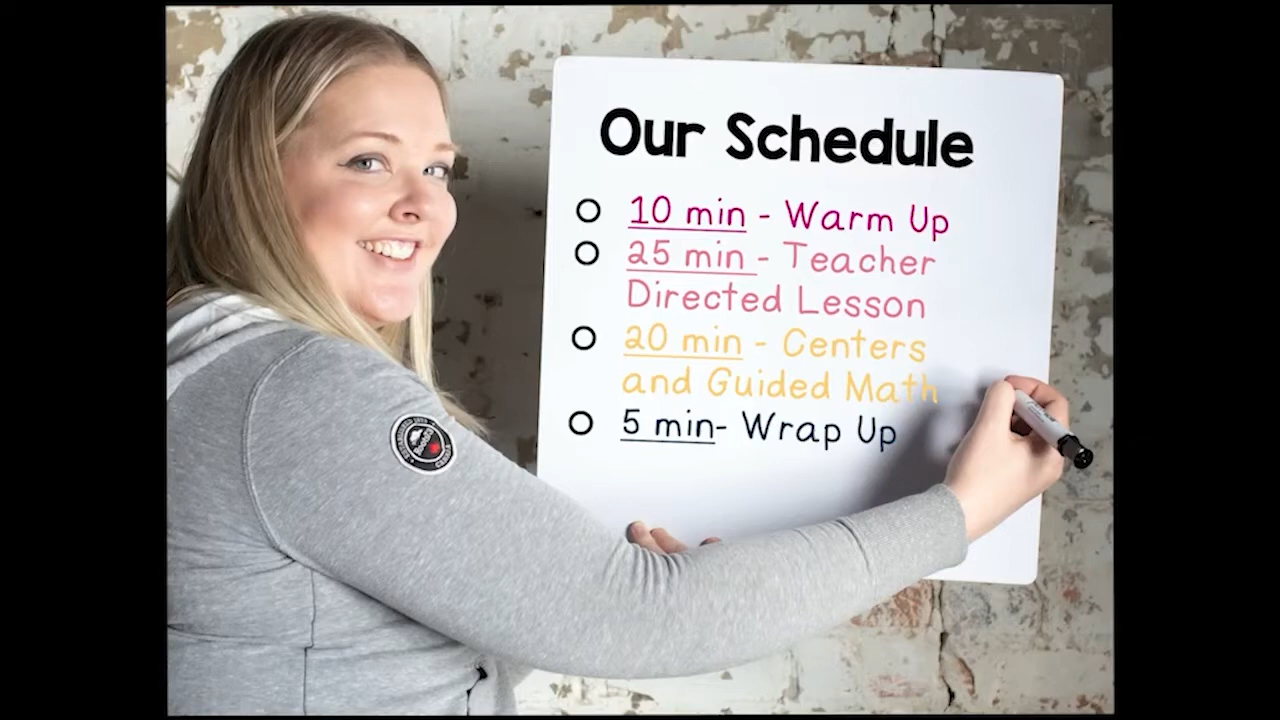 Our Schedule
10 min - Warm Up
25 min - Teacher
Directed Lesson
20 min - Centers
and Guided Math
5 min- Wrap Up